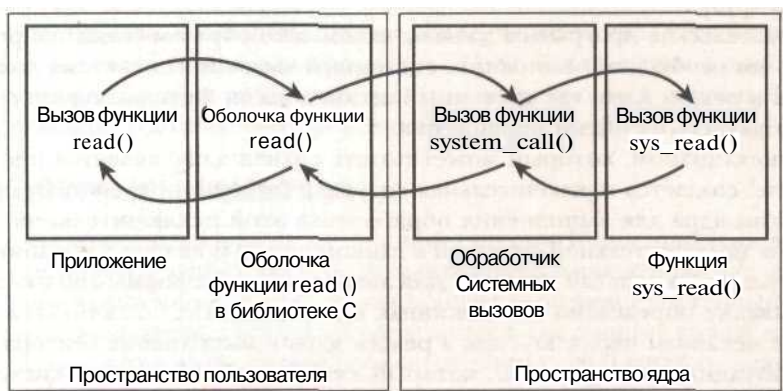 Вызов функции
read()
Оболочка функции
read()
Вызов функции
system_call()
Вызов функции
sys_read()
Приложение
Оболочка
функции read ()
в библиотеке C
Обработчик
Системных
вызовов
Функция
sys_read()
Пространство пользователя
Пространство ядра